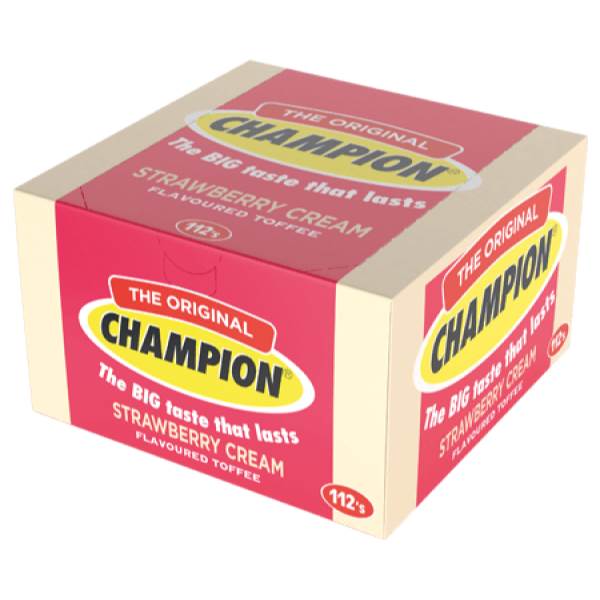 THE ORIGINAL
CHAMPION®
The BIG taste that lasts
STRAWBERRY CREAM
FLAVOURED TOFFEE
112's
THE ORIGINAL
CHAMPION®
The BIG taste that lasts
STRAWBERRY CREAM
FLAVOURED TOFFEE
112's
THE ORIGINAL
CHAMPION®
The BIG taste that lasts
STRAWBERRY CREAM
FLAVOURED TOFFEE
112's